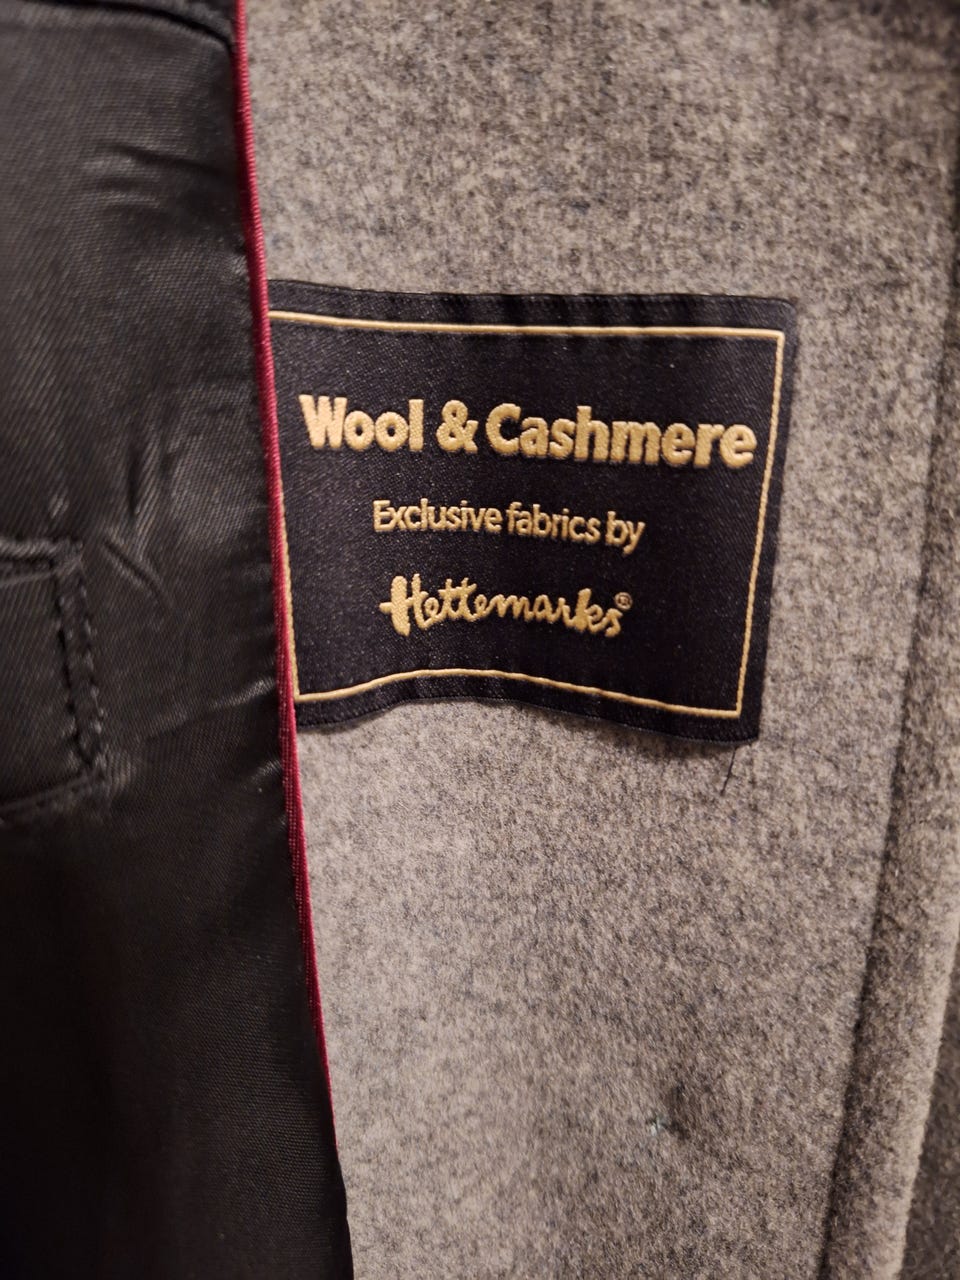 Wool & Cashmere
Exclusive fabrics by
Hettemarks®